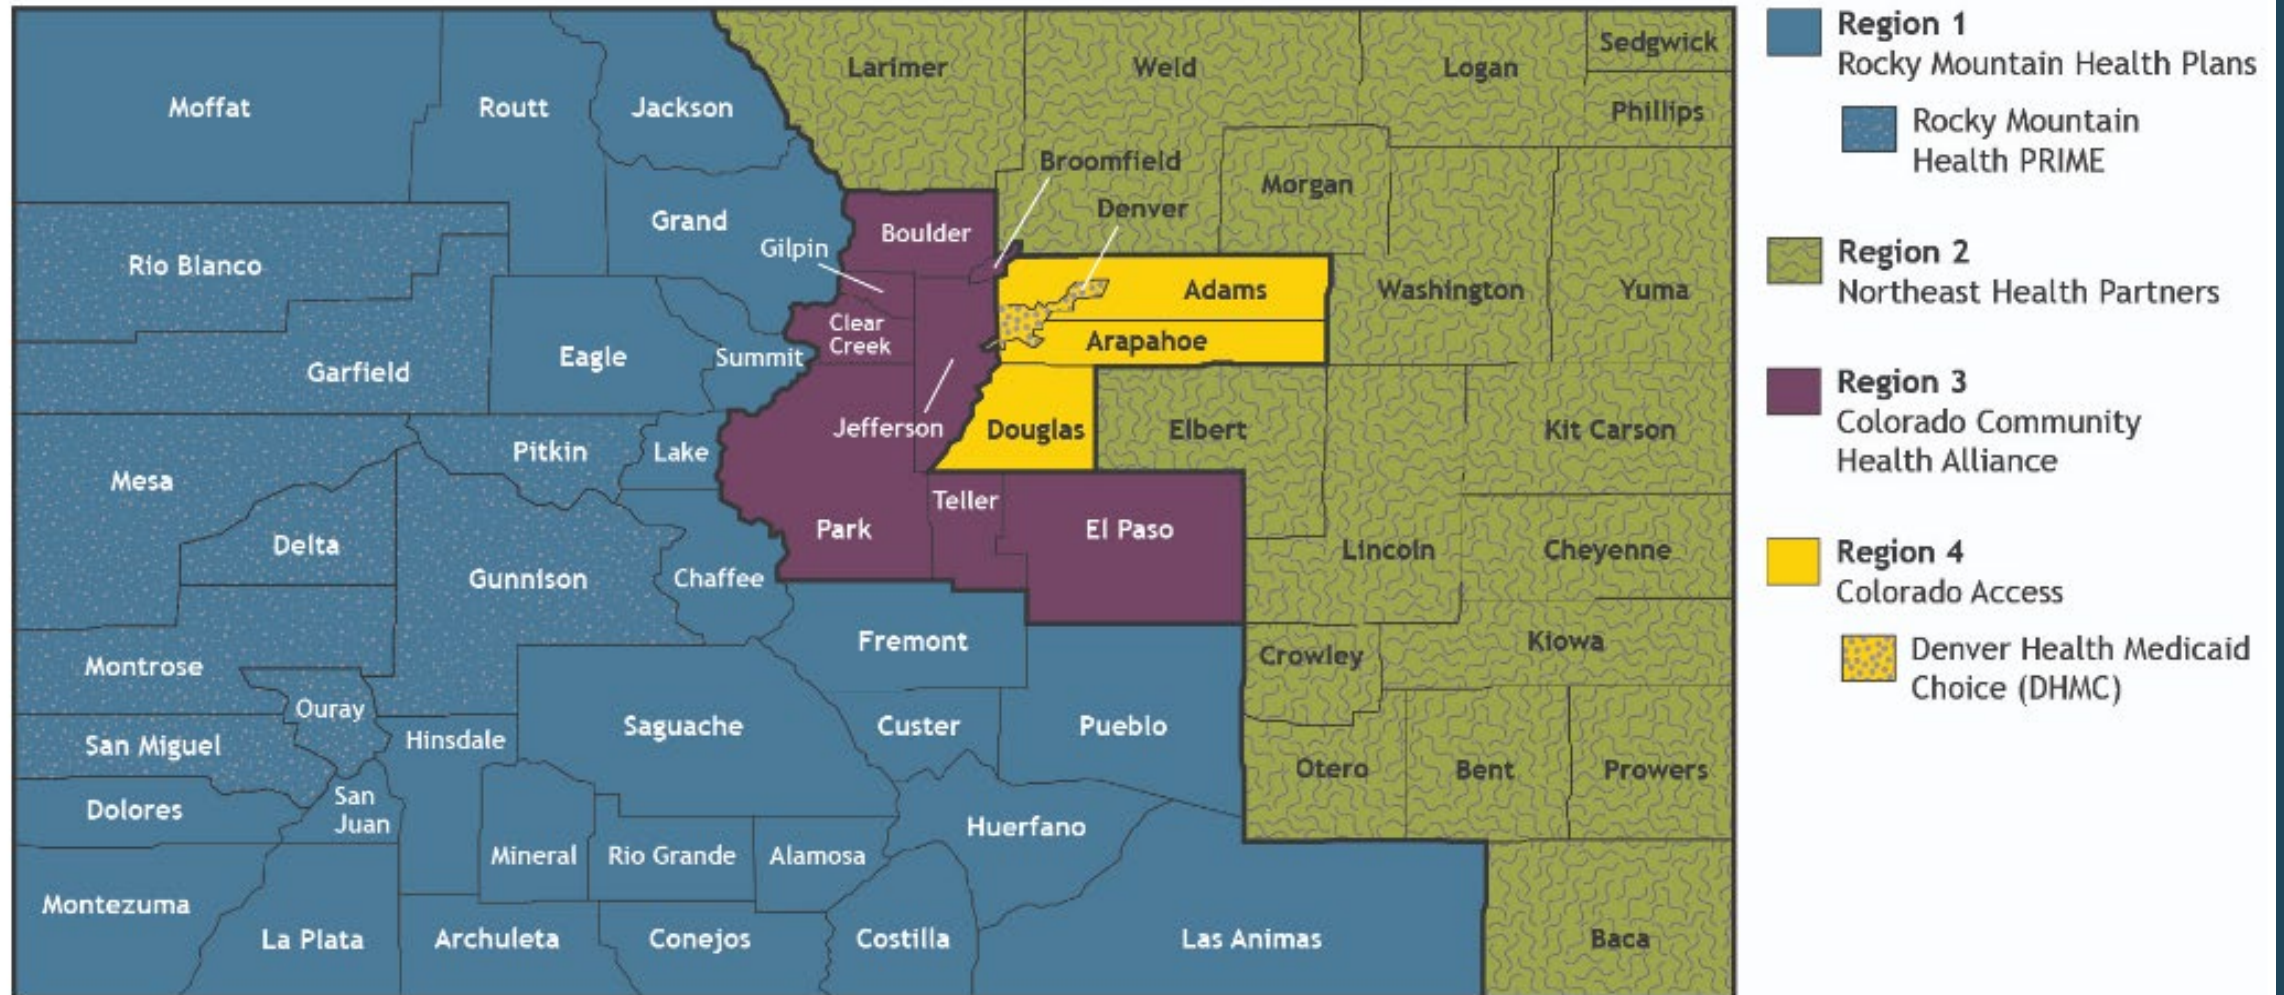 Moffat
Routt
Jackson
Larimer
Weld
Logan
Sedgwick
Phillips
Rio Blanco
Grand
Gilpin
Boulder
Broomfield
Denver
Morgan
Adams
Washington
Yuma
Garfield
Eagle
Summit
Clear
Creek
Arapahoe
Jefferson
Douglas
Elbert
Kit Carson
Mesa
Pitkin
Lake
Delta
Gunnison
Chaffee
Park
Teller
El Paso
Lincoln
Cheyenne
Montrose
Ouray
Fremont
Crowley
Kiowa
San Miguel
Hinsdale
Saguache
Custer
Pueblo
Otero
Bent
Prowers
Dolores
San
Juan
Mineral
Rio Grande
Alamosa
Huerfano
Montezuma
La Plata
Archuleta
Conejos
Costilla
Las Animas
Baca
Region 1
Rocky Mountain Health Plans
Rocky Mountain
Health PRIME
Region 2
Northeast Health Partners
Region 3
Colorado Community
Health Alliance
Region 4
Colorado Access
Denver Health Medicaid
Choice (DHMC)